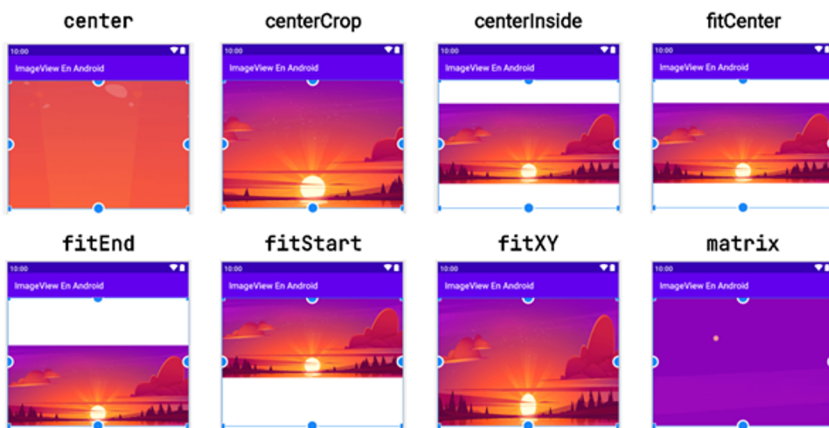 center centerCrop centerInside fitCenter
10:00 10:00 10:00 10:00
ImageView En Android ImageView En Android ImageView En Android ImageView En Android
fitEnd fitStart fitXY matrix
10:00 10:00 10:00 10:00
ImageView En Android ImageView En Android ImageView En Android ImageView En Android